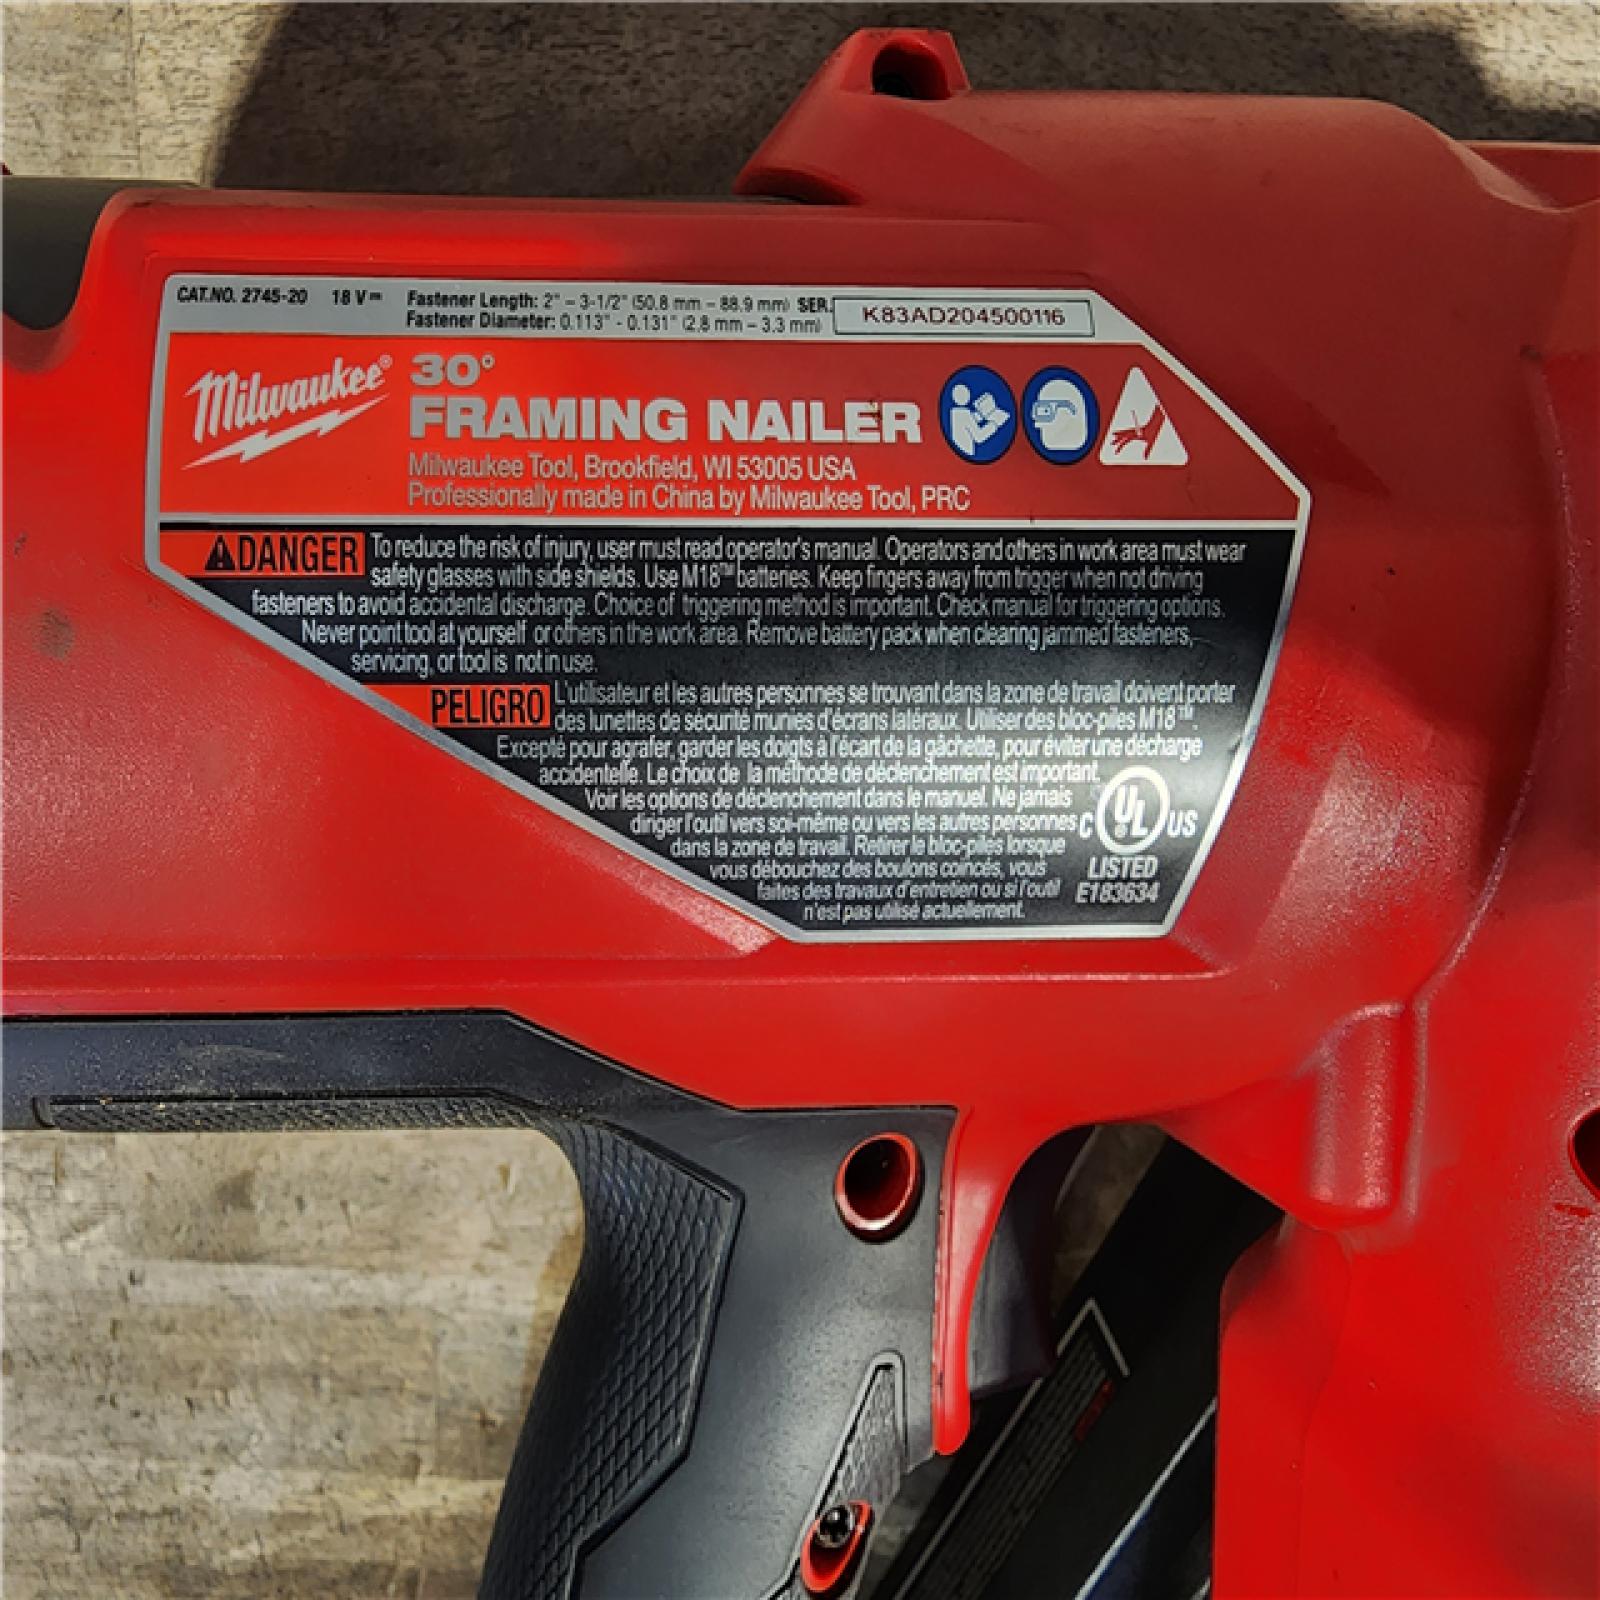 CAT.NO. 2745-20 18 V⎓ Fastener Length: 2" – 3-1/2" (50.8 mm – 88.9 mm) SER. K83AD204500116
Fastener Diameter: 0.113" - 0.131" (2.8 mm – 3.3 mm)
Milwaukee®
30°
FRAMING NAILER
Milwaukee Tool, Brookfield, WI 53005 USA
Professionally made in China by Milwaukee Tool, PRC
⚠DANGER To reduce the risk of injury, user must read operator's manual. Operators and others in work area must wear
safety glasses with side shields. Use M18™ batteries. Keep fingers away from trigger when not driving
fasteners to avoid accidental discharge. Choice of triggering method is important. Check manual for triggering options.
Never point tool at yourself or others in the work area. Remove battery pack when clearing jammed fasteners,
servicing, or tool is not in use.
PELIGRO L'utilisateur et les autres personnes se trouvant dans la zone de travail doivent porter
des lunettes de sécurité munies d'écrans latéraux. Utiliser des bloc-piles M18™.
Excepté pour agrafer, garder les doigts à l'écart de la gâchette, pour éviter une décharge
accidentelle. Le choix de la méthode de déclenchement est important.
Voir les options de déclenchement dans le manuel. Ne jamais
diriger l'outil vers soi-même ou vers les autres personnes
dans la zone de travail. Retirer le bloc-piles lorsque
vous débouchez des boulons coincés, vous
faites des travaux d'entretien ou si l'outil
n'est pas utilisé actuellement.
C UL® US
LISTED
E183634